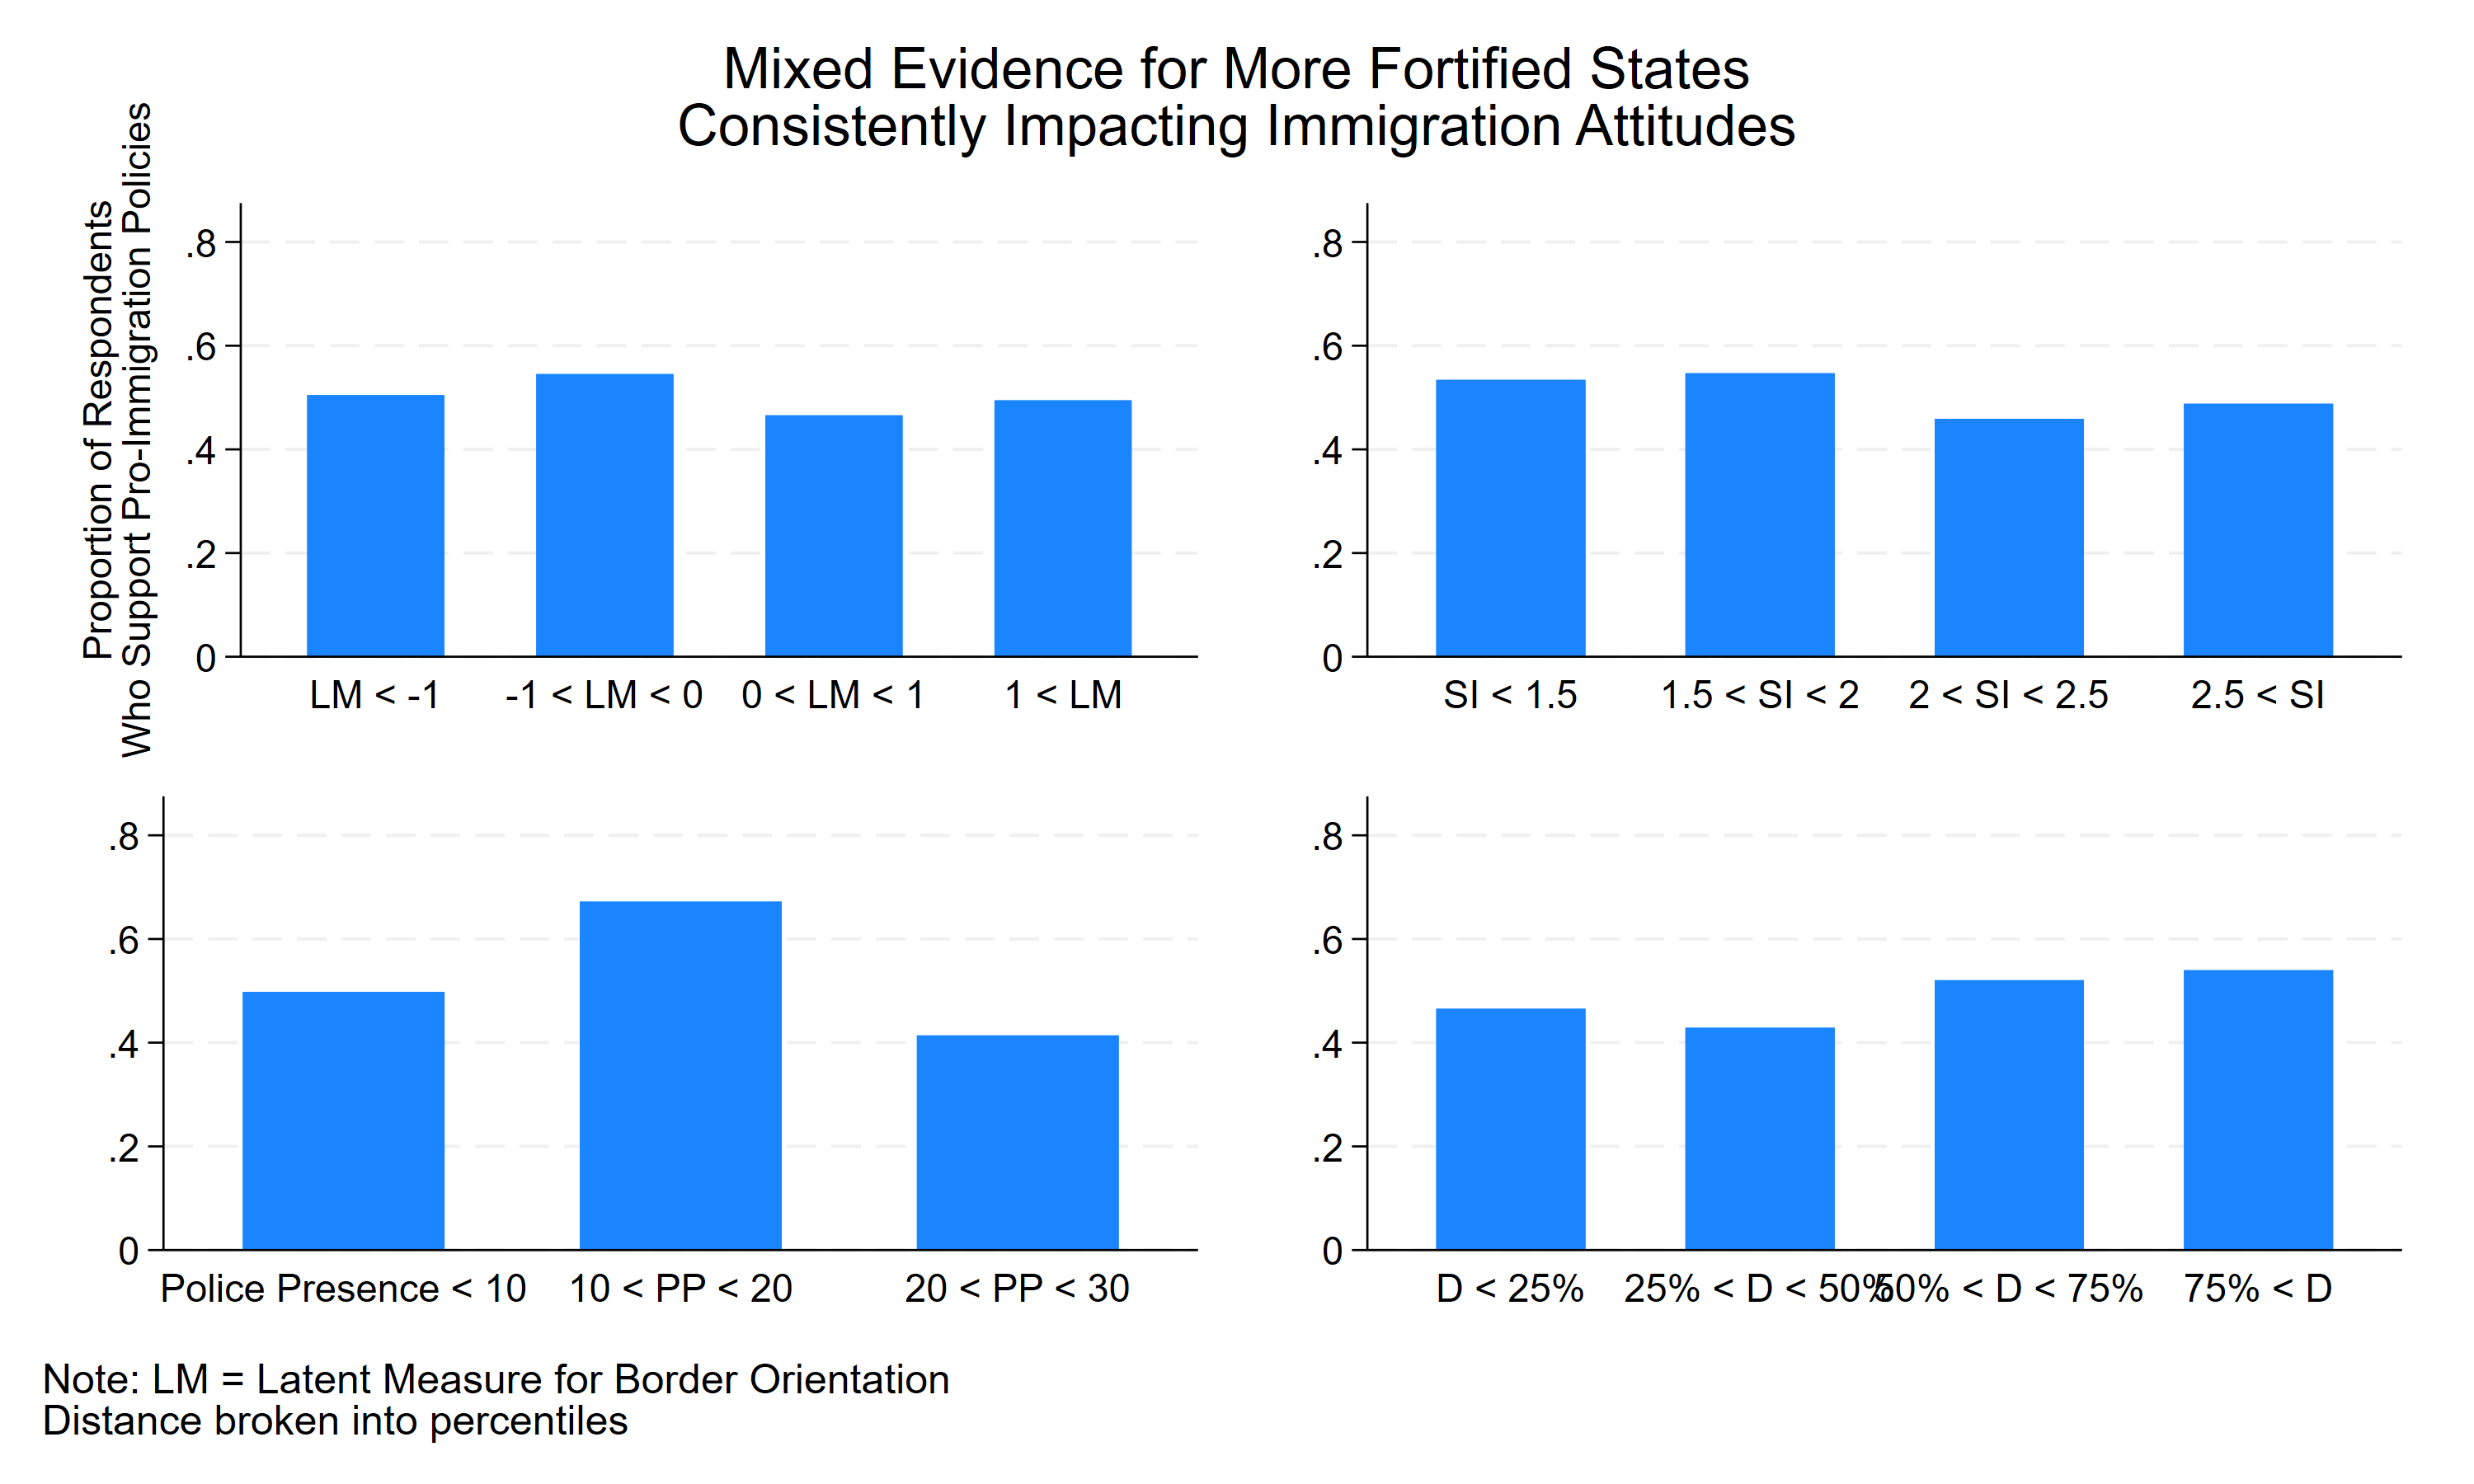 Mixed Evidence for More Fortified States
Consistently Impacting Immigration Attitudes
Proportion of Respondents
Who Support Pro-Immigration Policies
.8
.6
.4
.2
0
LM < -1
-1 < LM < 0
0 < LM < 1
1 < LM
.8
.6
.4
.2
0
SI < 1.5
1.5 < SI < 2
2 < SI < 2.5
2.5 < SI
.8
.6
.4
.2
0
Police Presence < 10
10 < PP < 20
20 < PP < 30
.8
.6
.4
.2
0
D < 25%
25% < D < 50%
50% < D < 75%
75% < D
Note: LM = Latent Measure for Border Orientation
Distance broken into percentiles